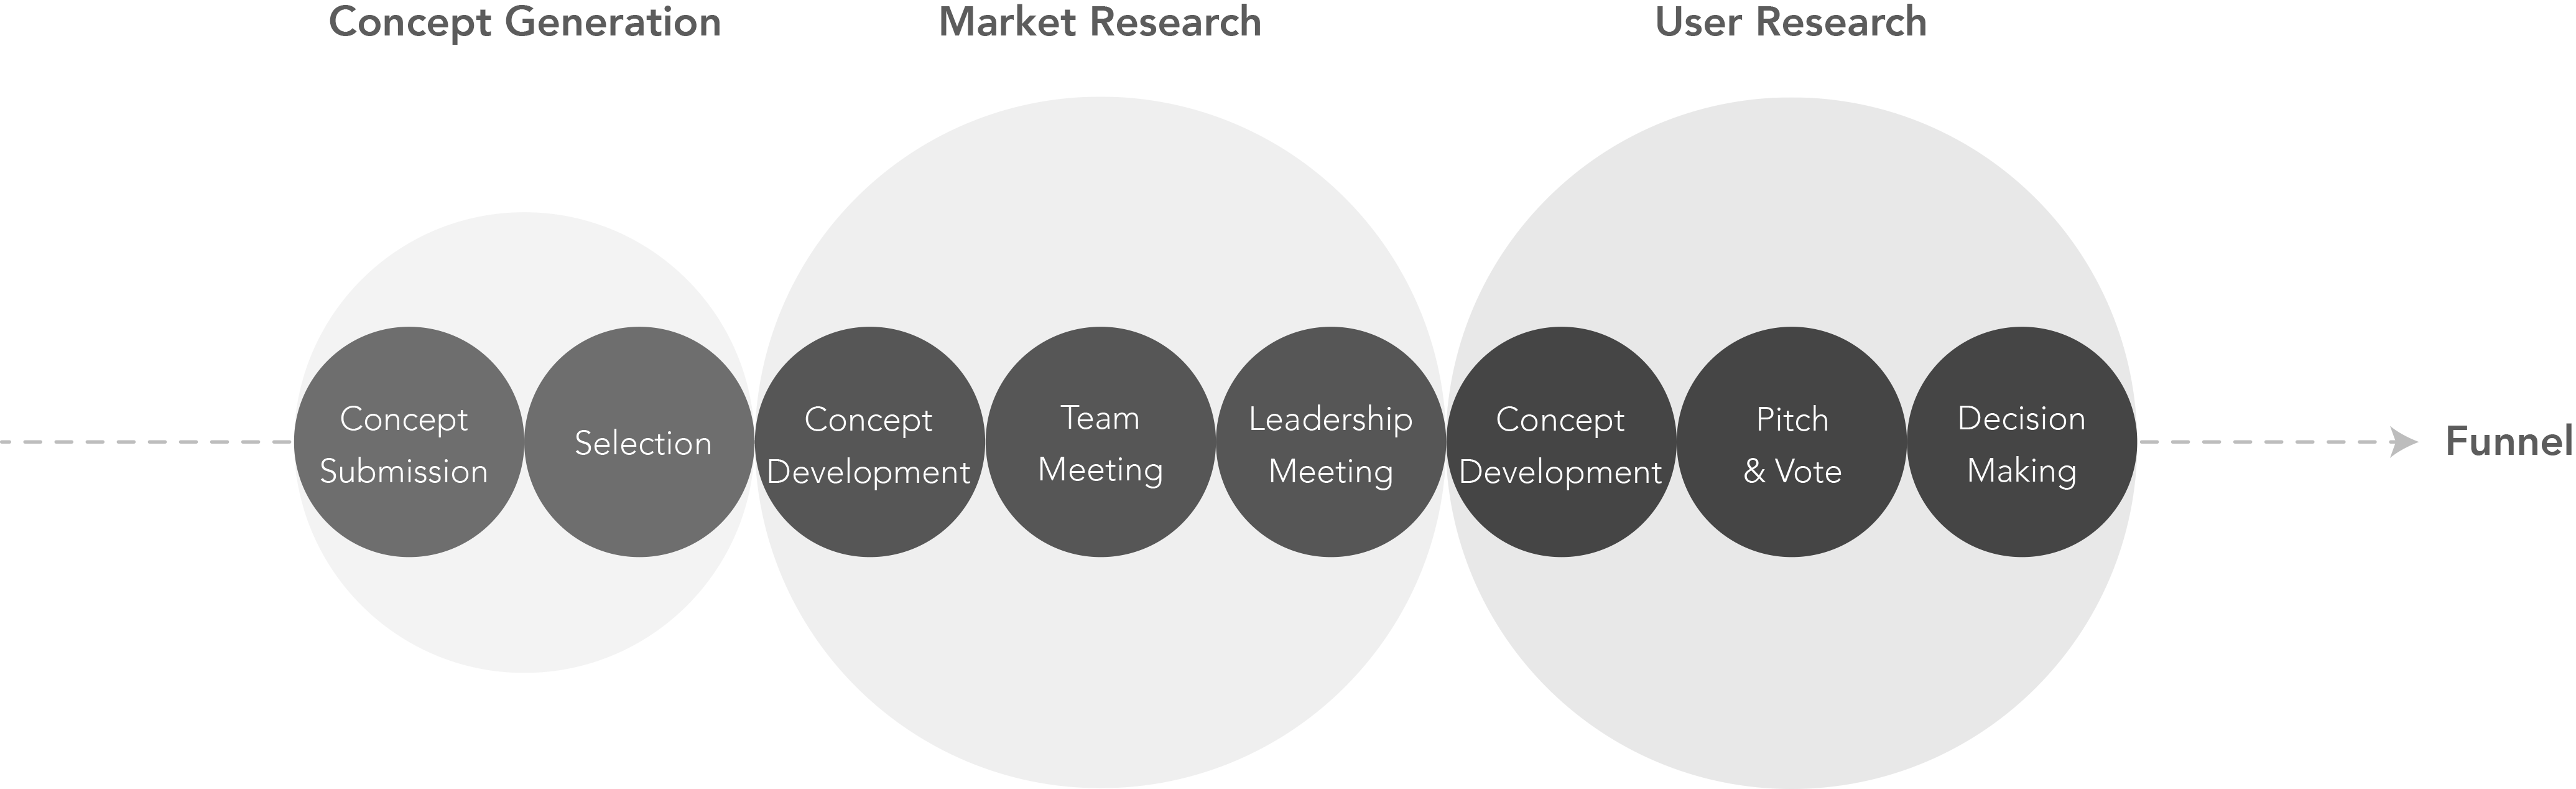 Concept Generation
Market Research
User Research
Concept
Submission
Selection
Concept
Development
Team
Meeting
Leadership
Meeting
Concept
Development
Pitch
& Vote
Decision
Making
Funnel